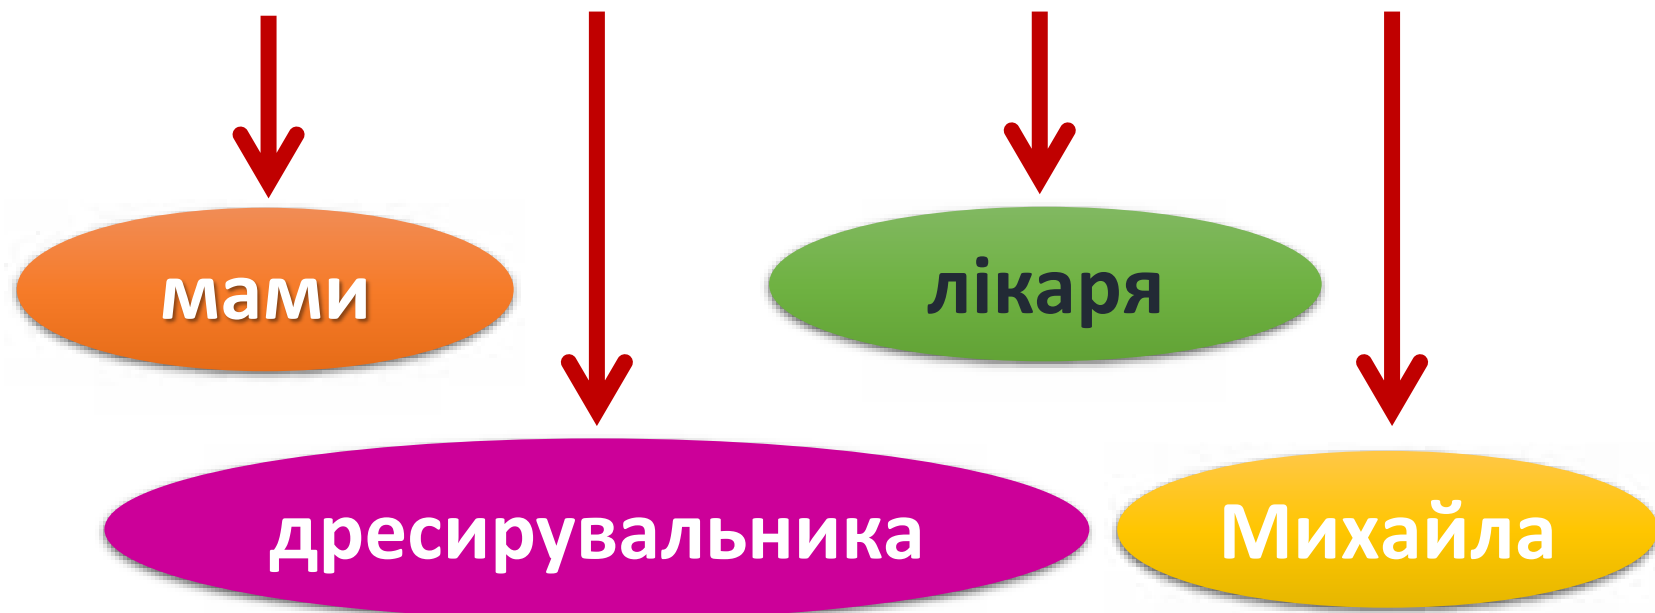 мами
лікаря
дресирувальника
Михайла